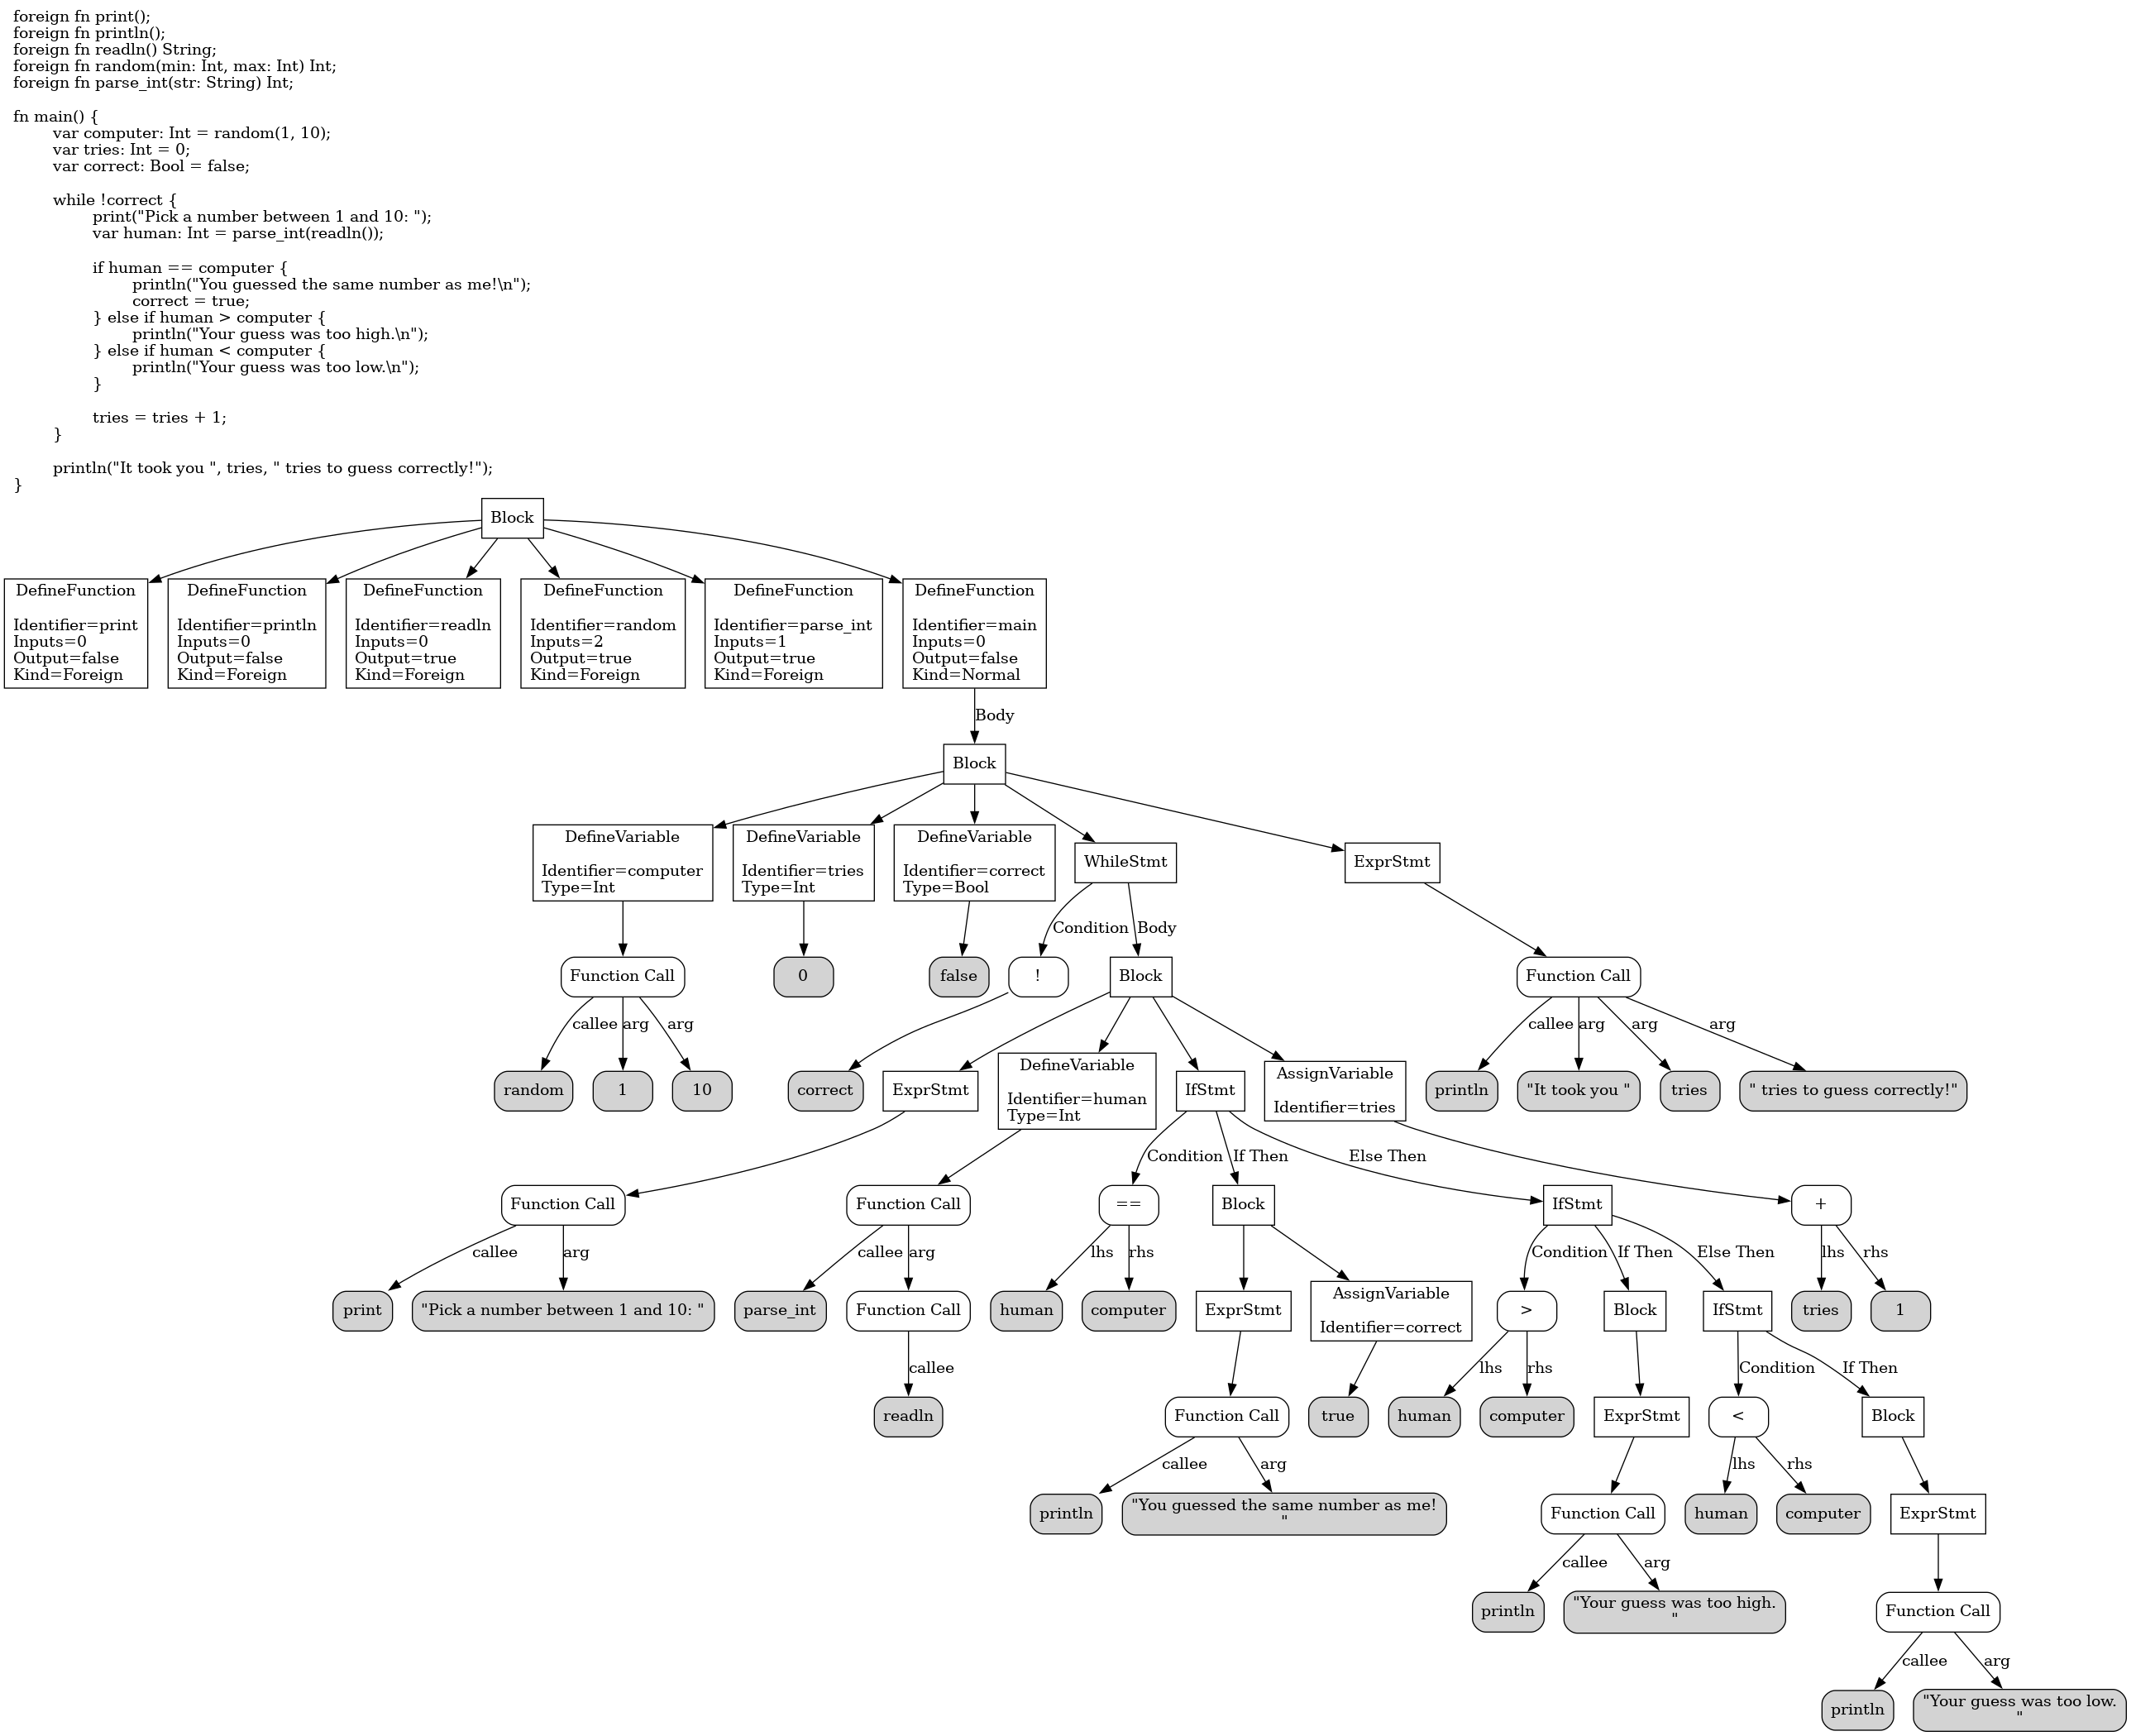 foreign fn print();
foreign fn println();
foreign fn readln() String;
foreign fn random(min: Int, max: Int) Int;
foreign fn parse_int(str: String) Int;
fn main() {
var computer: Int = random(1, 10);
var tries: Int = 0;
var correct: Bool = false;
while !correct {
print("Pick a number between 1 and 10: ");
var human: Int = parse_int(readln());
if human == computer {
println("You guessed the same number as me!\n");
correct = true;
} else if human > computer {
println("Your guess was too high.\n");
} else if human < computer {
println("Your guess was too low.\n");
}
tries = tries + 1;
}
println("It took you ", tries, " tries to guess correctly!");
}
Block
DefineFunction
Identifier=print
Inputs=0
Output=false
Kind=Foreign
DefineFunction
Identifier=println
Inputs=0
Output=false
Kind=Foreign
DefineFunction
Identifier=readln
Inputs=0
Output=true
Kind=Foreign
DefineFunction
Identifier=random
Inputs=2
Output=true
Kind=Foreign
DefineFunction
Identifier=parse_int
Inputs=1
Output=true
Kind=Foreign
DefineFunction
Identifier=main
Inputs=0
Output=false
Kind=Normal
Body
Block
DefineVariable
Identifier=computer
Type=Int
DefineVariable
Identifier=tries
Type=Int
DefineVariable
Identifier=correct
Type=Bool
WhileStmt
ExprStmt
Condition
Body
Function Call
0
false
!
Block
Function Call
callee
arg
arg
callee
arg
arg
arg
random
1
10
correct
ExprStmt
DefineVariable
Identifier=human
Type=Int
IfStmt
AssignVariable
Identifier=tries
println
"It took you "
tries
" tries to guess correctly!"
Condition
If Then
Else Then
Function Call
Function Call
==
Block
IfStmt
+
callee
arg
callee
arg
lhs
rhs
Condition
If Then
Else Then
lhs
rhs
print
"Pick a number between 1 and 10: "
parse_int
Function Call
human
computer
ExprStmt
AssignVariable
Identifier=correct
>
Block
IfStmt
tries
1
callee
lhs
rhs
Condition
If Then
readln
Function Call
true
human
computer
ExprStmt
<
Block
callee
arg
lhs
rhs
println
"You guessed the same number as me!
"
Function Call
human
computer
ExprStmt
callee
arg
println
"Your guess was too high.
"
Function Call
callee
arg
println
"Your guess was too low.
"